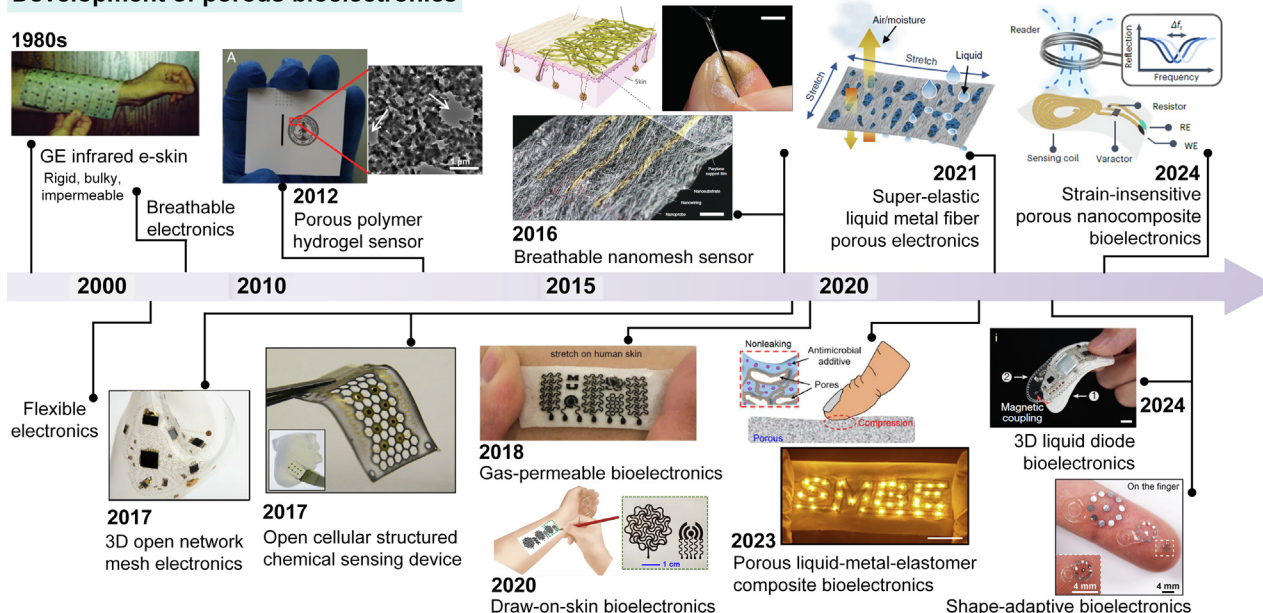 Development of porous bioelectronics
1980s
GE infrared e-skin
Rigid, bulky,
impermeable
Breathable
electronics
A
1 μm
2012
Porous polymer
hydrogel sensor
Skin
Parylene
support film
Nanosubstrate
Nanowiring
Nanoprobe
2016
Breathable nanomesh sensor
Air/moisture
Stretch
Stretch
Liquid
2021
Super-elastic
liquid metal fiber
porous electronics
Reader
Δfᵣ
Reflection
Frequency
Resistor
RE
WE
Sensing coil
Varactor
2024
Strain-insensitive
porous nanocomposite
bioelectronics
2000
2010
2015
2020
Flexible
electronics
2017
3D open network
mesh electronics
2017
Open cellular structured
chemical sensing device
stretch on human skin
2018
Gas-permeable bioelectronics
1 cm
2020
Draw-on-skin bioelectronics
Nonleaking
Antimicrobial
additive
Pores
Compression
Porous
SMBE
2023
Porous liquid-metal-elastomer
composite bioelectronics
i
2
Magnetic
coupling
1
2024
3D liquid diode
bioelectronics
On the finger
4 mm
4 mm
Shape-adaptive bioelectronics